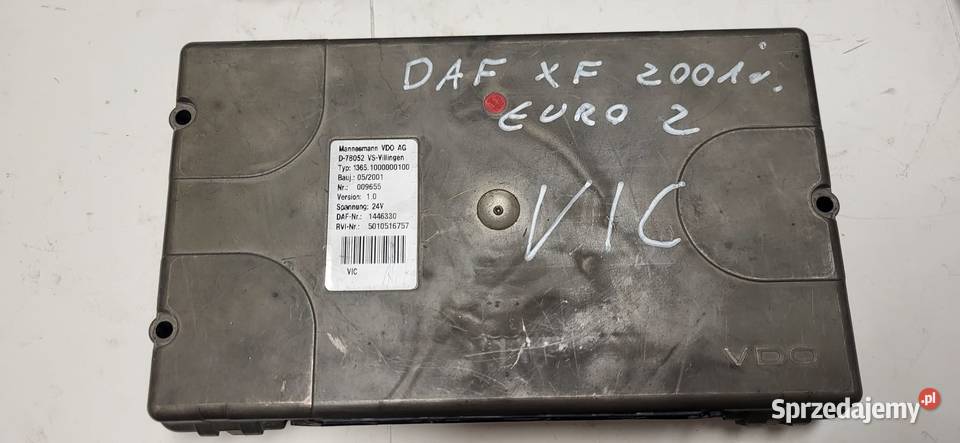 DAF XF 2001r.
EURO 2
VIC
Mannesmann VDO AG
D-78052 VS-Villingen
Typ: 1365.1000000100
Bauj.: 05/2001
Nr.: 009655
Version: 1.0
Spannung: 24V
DAF-Nr.: 1446330
RVI-Nr.: 5010516757
VIC
VDO
Sprzedajemy.pl